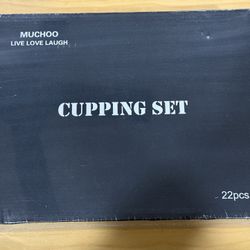 MUCHOO
LIVE LOVE LAUGH
CUPPING SET
22pcs